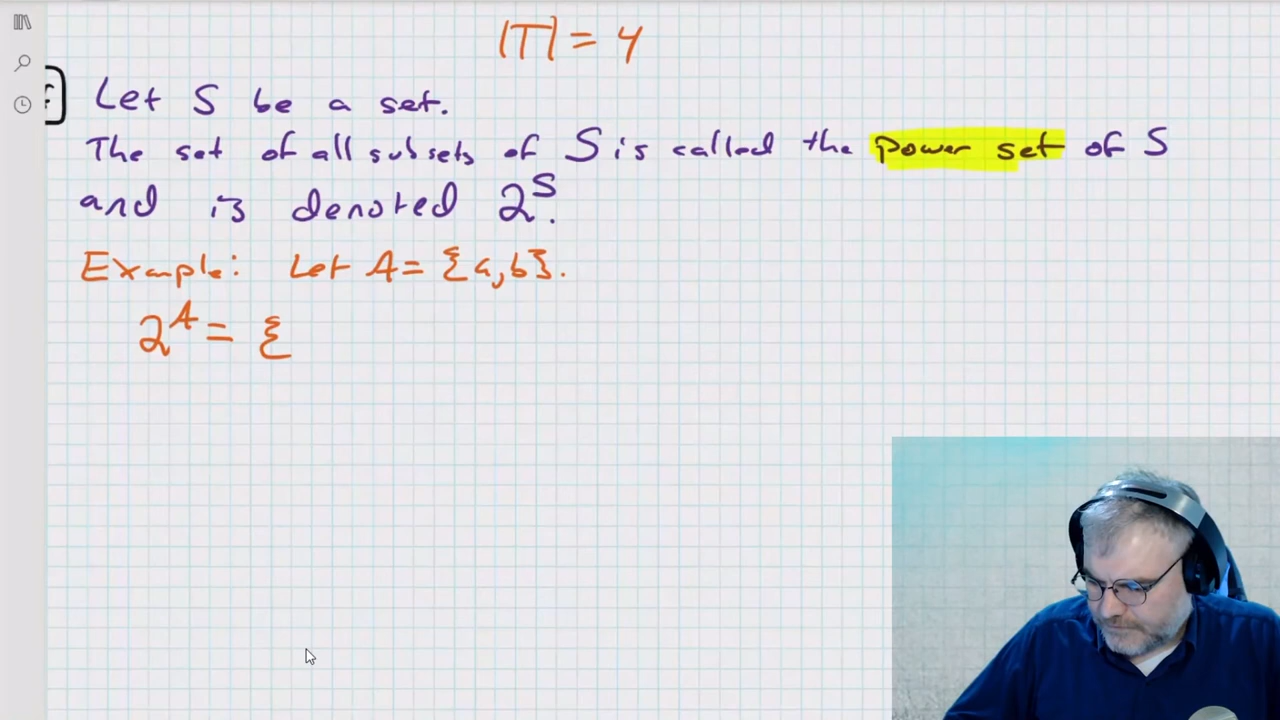 |T| = 4
Let S be a set.
The set of all subsets of S is called the power set of S
and is denoted 2^S.
Example: Let A = {a, b}.
2^A = {